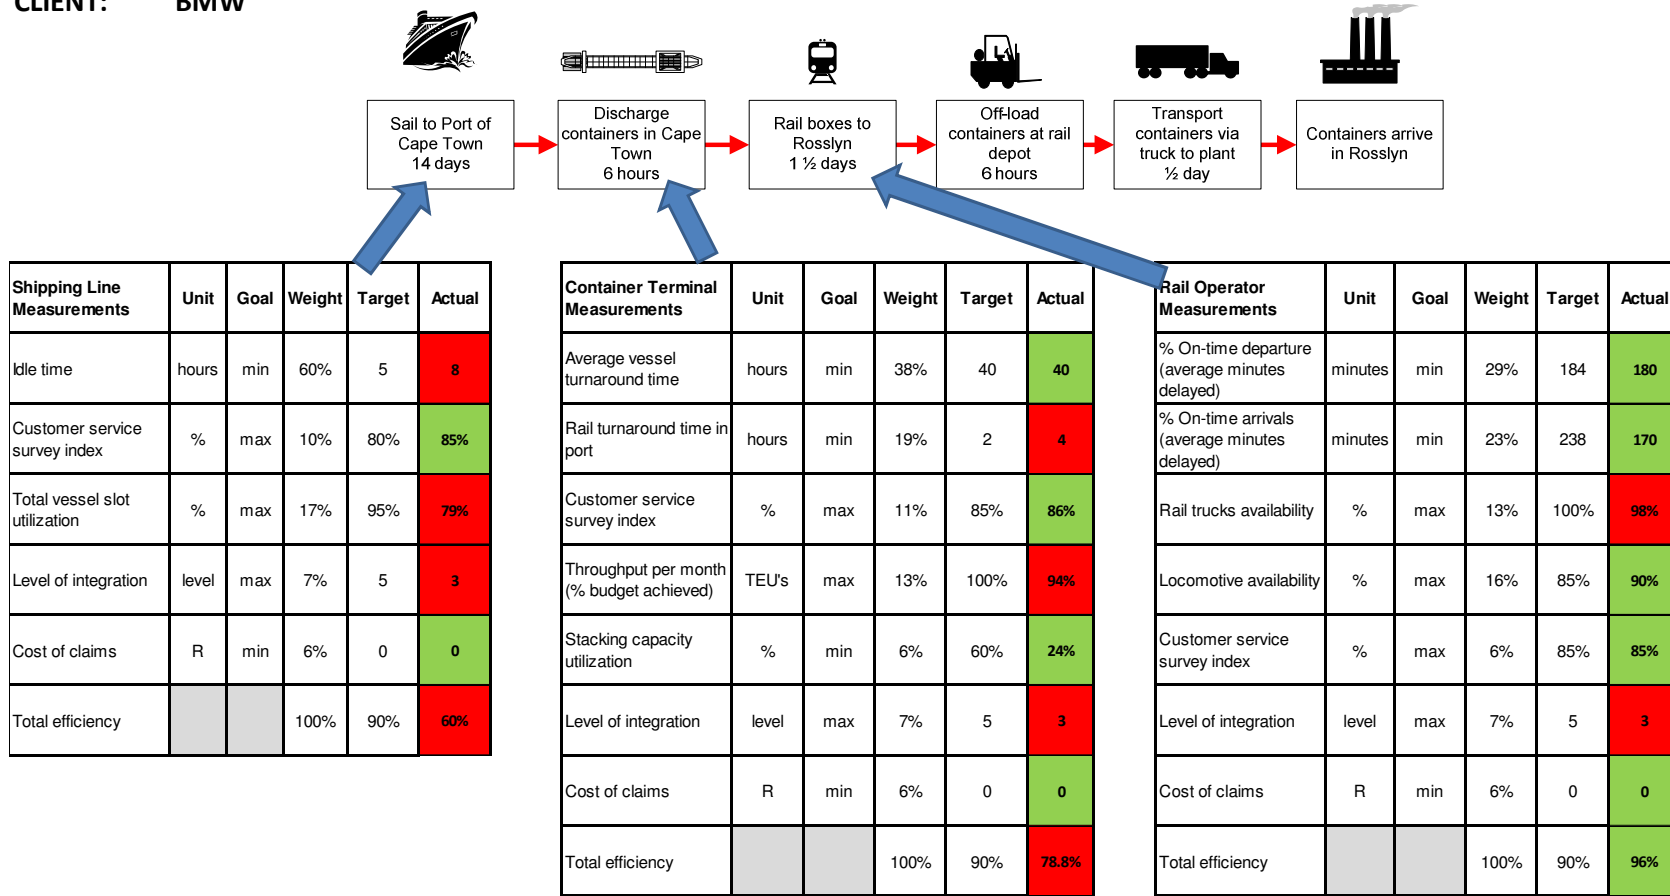 CLIENT: BMW
Sail to Port of
Cape Town
14 days
Discharge
containers in Cape
Town
6 hours
Rail boxes to
Rosslyn
1 ½ days
Off-load
containers at rail
depot
6 hours
Transport
containers via
truck to plant
½ day
Containers arrive
in Rosslyn
Shipping Line
Measurements
Unit Goal Weight Target Actual
Idle time hours min 60% 5 8
Customer service
survey index
% max 10% 80% 85%
Total vessel slot
utilization
% max 17% 95% 79%
Level of integration level max 7% 5 3
Cost of claims R min 6% 0 0
Total efficiency 100% 90% 60%
Container Terminal
Measurements
Unit Goal Weight Target Actual
Average vessel
turnaround time
hours min 38% 40 40
Rail turnaround time in
port
hours min 19% 2 4
Customer service
survey index
% max 11% 85% 86%
Throughput per month
(% budget achieved)
TEU's max 13% 100% 94%
Stacking capacity
utilization
% min 6% 60% 24%
Level of integration level max 7% 5 3
Cost of claims R min 6% 0 0
Total efficiency 100% 90% 78.8%
Rail Operator
Measurements
Unit Goal Weight Target Actual
% On-time departure
(average minutes
delayed)
minutes min 29% 184 180
% On-time arrivals
(average minutes
delayed)
minutes min 23% 238 170
Rail trucks availability % max 13% 100% 98%
Locomotive availability % max 16% 85% 90%
Customer service
survey index
% max 6% 85% 85%
Level of integration level max 7% 5 3
Cost of claims R min 6% 0 0
Total efficiency 100% 90% 96%